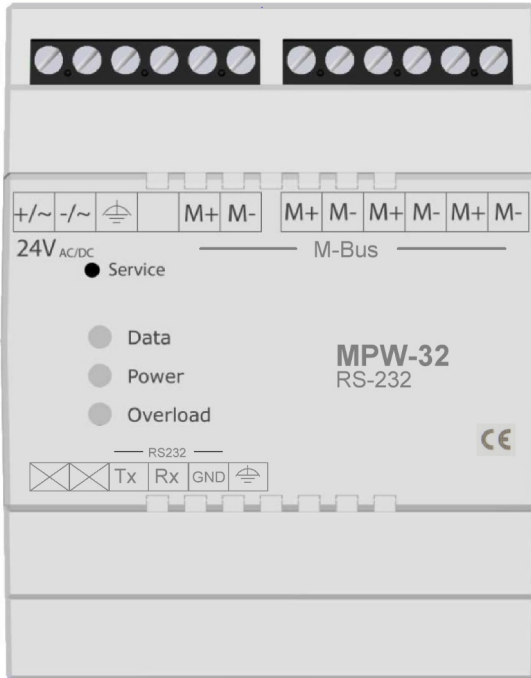 +/~ -/~ M+ M- M+ M- M+ M- M+ M-
24V AC/DC M-Bus
Service
Data
Power
Overload
MPW-32
RS-232
CE
RS232
Tx Rx GND